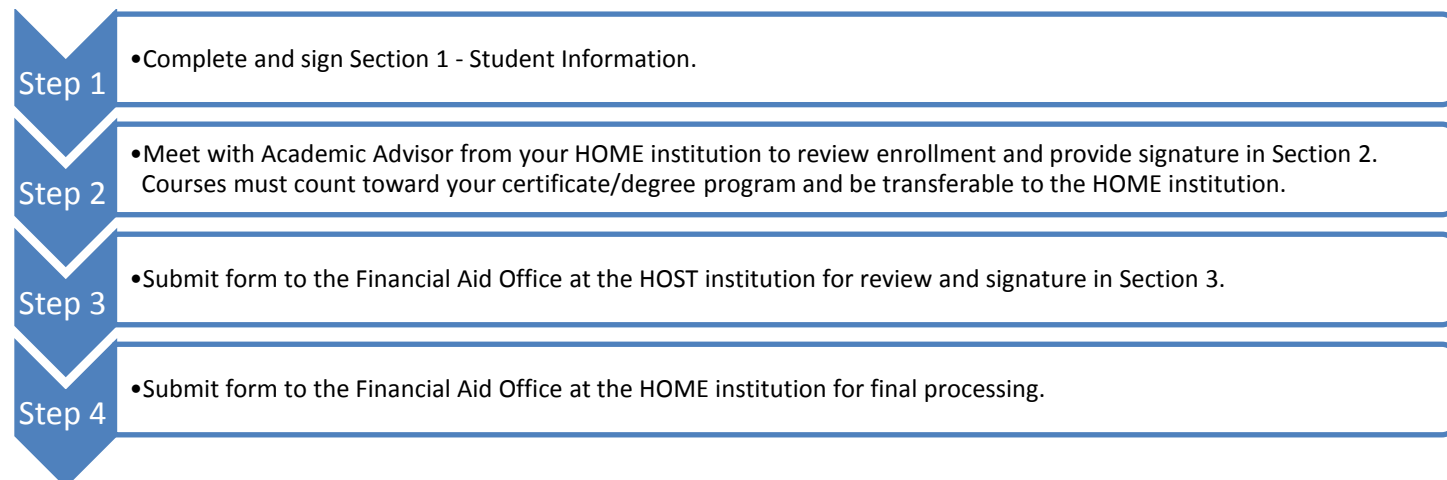 Step 1
•Complete and sign Section 1 - Student Information.
Step 2
•Meet with Academic Advisor from your HOME institution to review enrollment and provide signature in Section 2.
Courses must count toward your certificate/degree program and be transferable to the HOME institution.
Step 3
•Submit form to the Financial Aid Office at the HOST institution for review and signature in Section 3.
Step 4
•Submit form to the Financial Aid Office at the HOME institution for final processing.